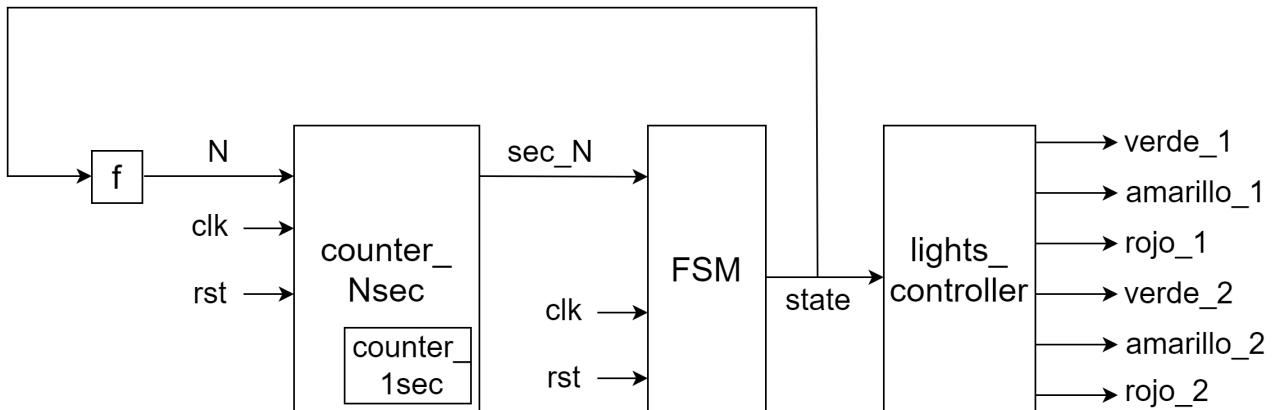 f
N
clk
rst
counter_
Nsec
counter_
1sec
sec_N
clk
rst
FSM
state
lights_
controller
verde_1
amarillo_1
rojo_1
verde_2
amarillo_2
rojo_2